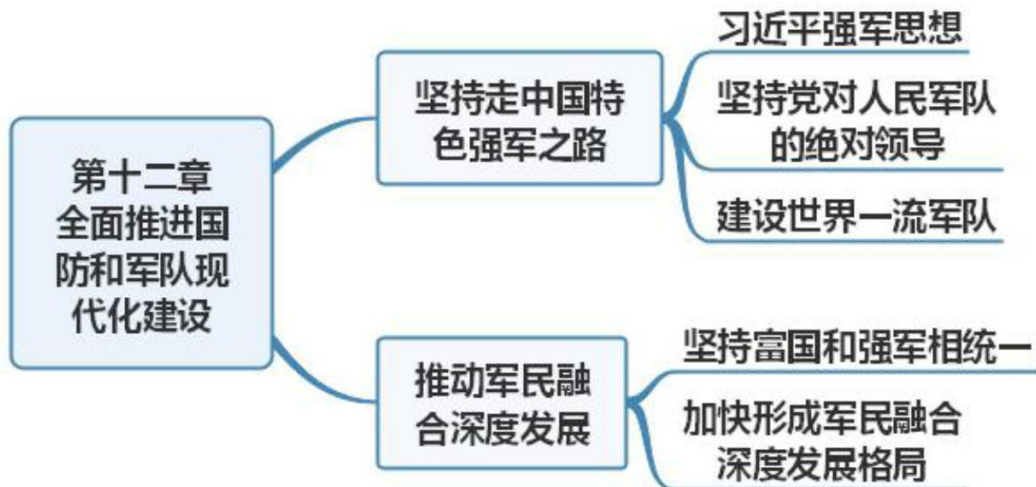 第十二章
全面推进国
防和军队现
代化建设
坚持走中国特
色强军之路
习近平强军思想
坚持党对人民军队
的绝对领导
建设世界一流军队
推动军民融
合深度发展
坚持富国和强军相统一
加快形成军民融合
深度发展格局